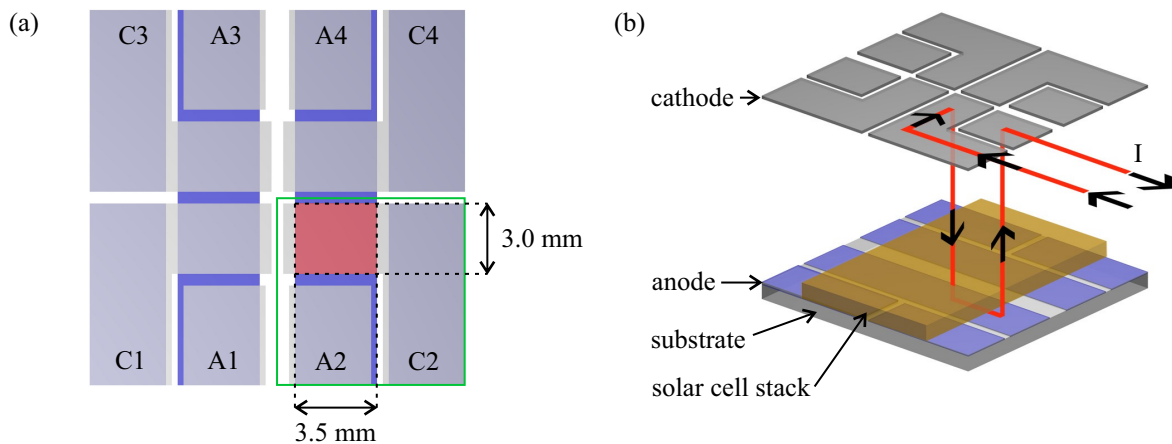 (a)
C3 A3 A4 C4
3.0 mm
C1 A1 A2 C2
3.5 mm
(b)
cathode
I
anode
substrate
solar cell stack